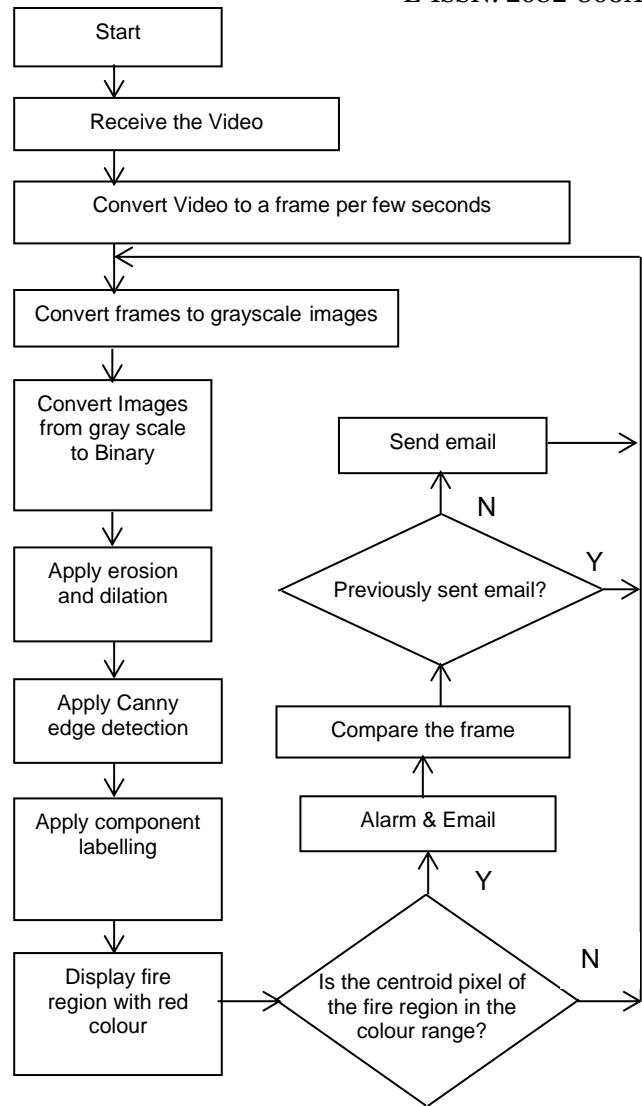 Start
Receive the Video
Convert Video to a frame per few seconds
Convert frames to grayscale images
Convert Images
from gray scale
to Binary
Apply erosion
and dilation
Apply Canny
edge detection
Apply component
labelling
Display fire
region with red
colour
Is the centroid pixel of
the fire region in the
colour range?
N
Y
Alarm & Email
Compare the frame
Previously sent email?
Y
N
Send email